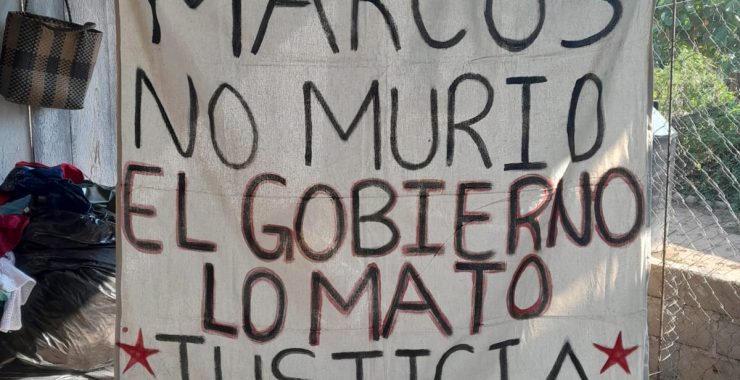 MARCOS
NO MURIO
EL GOBIERNO
LO MATO
JUSTICIA